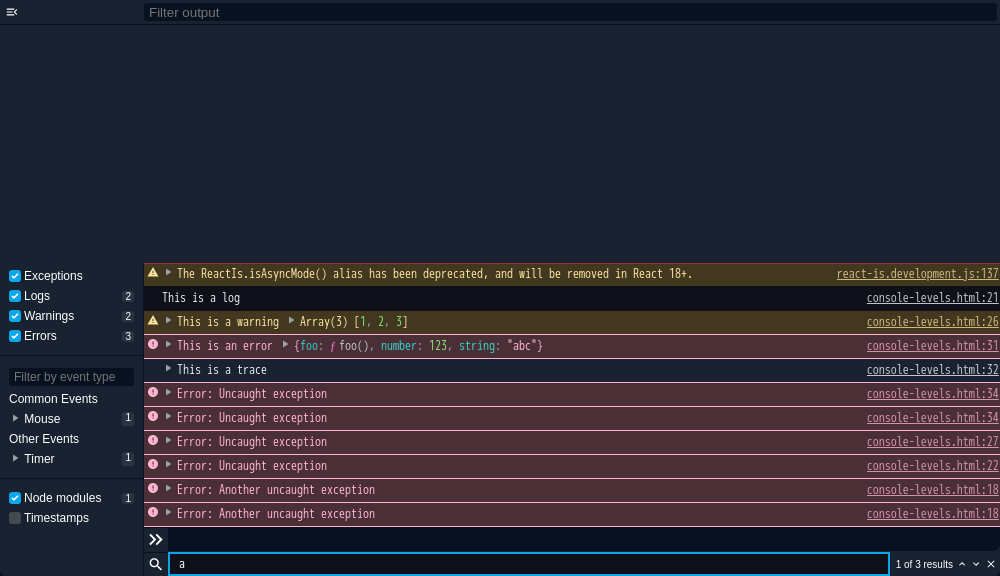 Filter output
Exceptions
Logs 2
Warnings 2
Errors 3
Filter by event type
Common Events
Mouse 1
Other Events
Timer 1
Node modules 1
Timestamps
The ReactIs.isAsyncMode() alias has been deprecated, and will be removed in React 18+. react-is.development.js:137
This is a log console-levels.html:21
This is a warning Array(3) [1, 2, 3] console-levels.html:26
This is an error {foo: ƒ foo(), number: 123, string: "abc"} console-levels.html:31
This is a trace console-levels.html:32
Error: Uncaught exception console-levels.html:34
Error: Uncaught exception console-levels.html:34
Error: Uncaught exception console-levels.html:27
Error: Uncaught exception console-levels.html:22
Error: Another uncaught exception console-levels.html:18
Error: Another uncaught exception console-levels.html:18
a 1 of 3 results